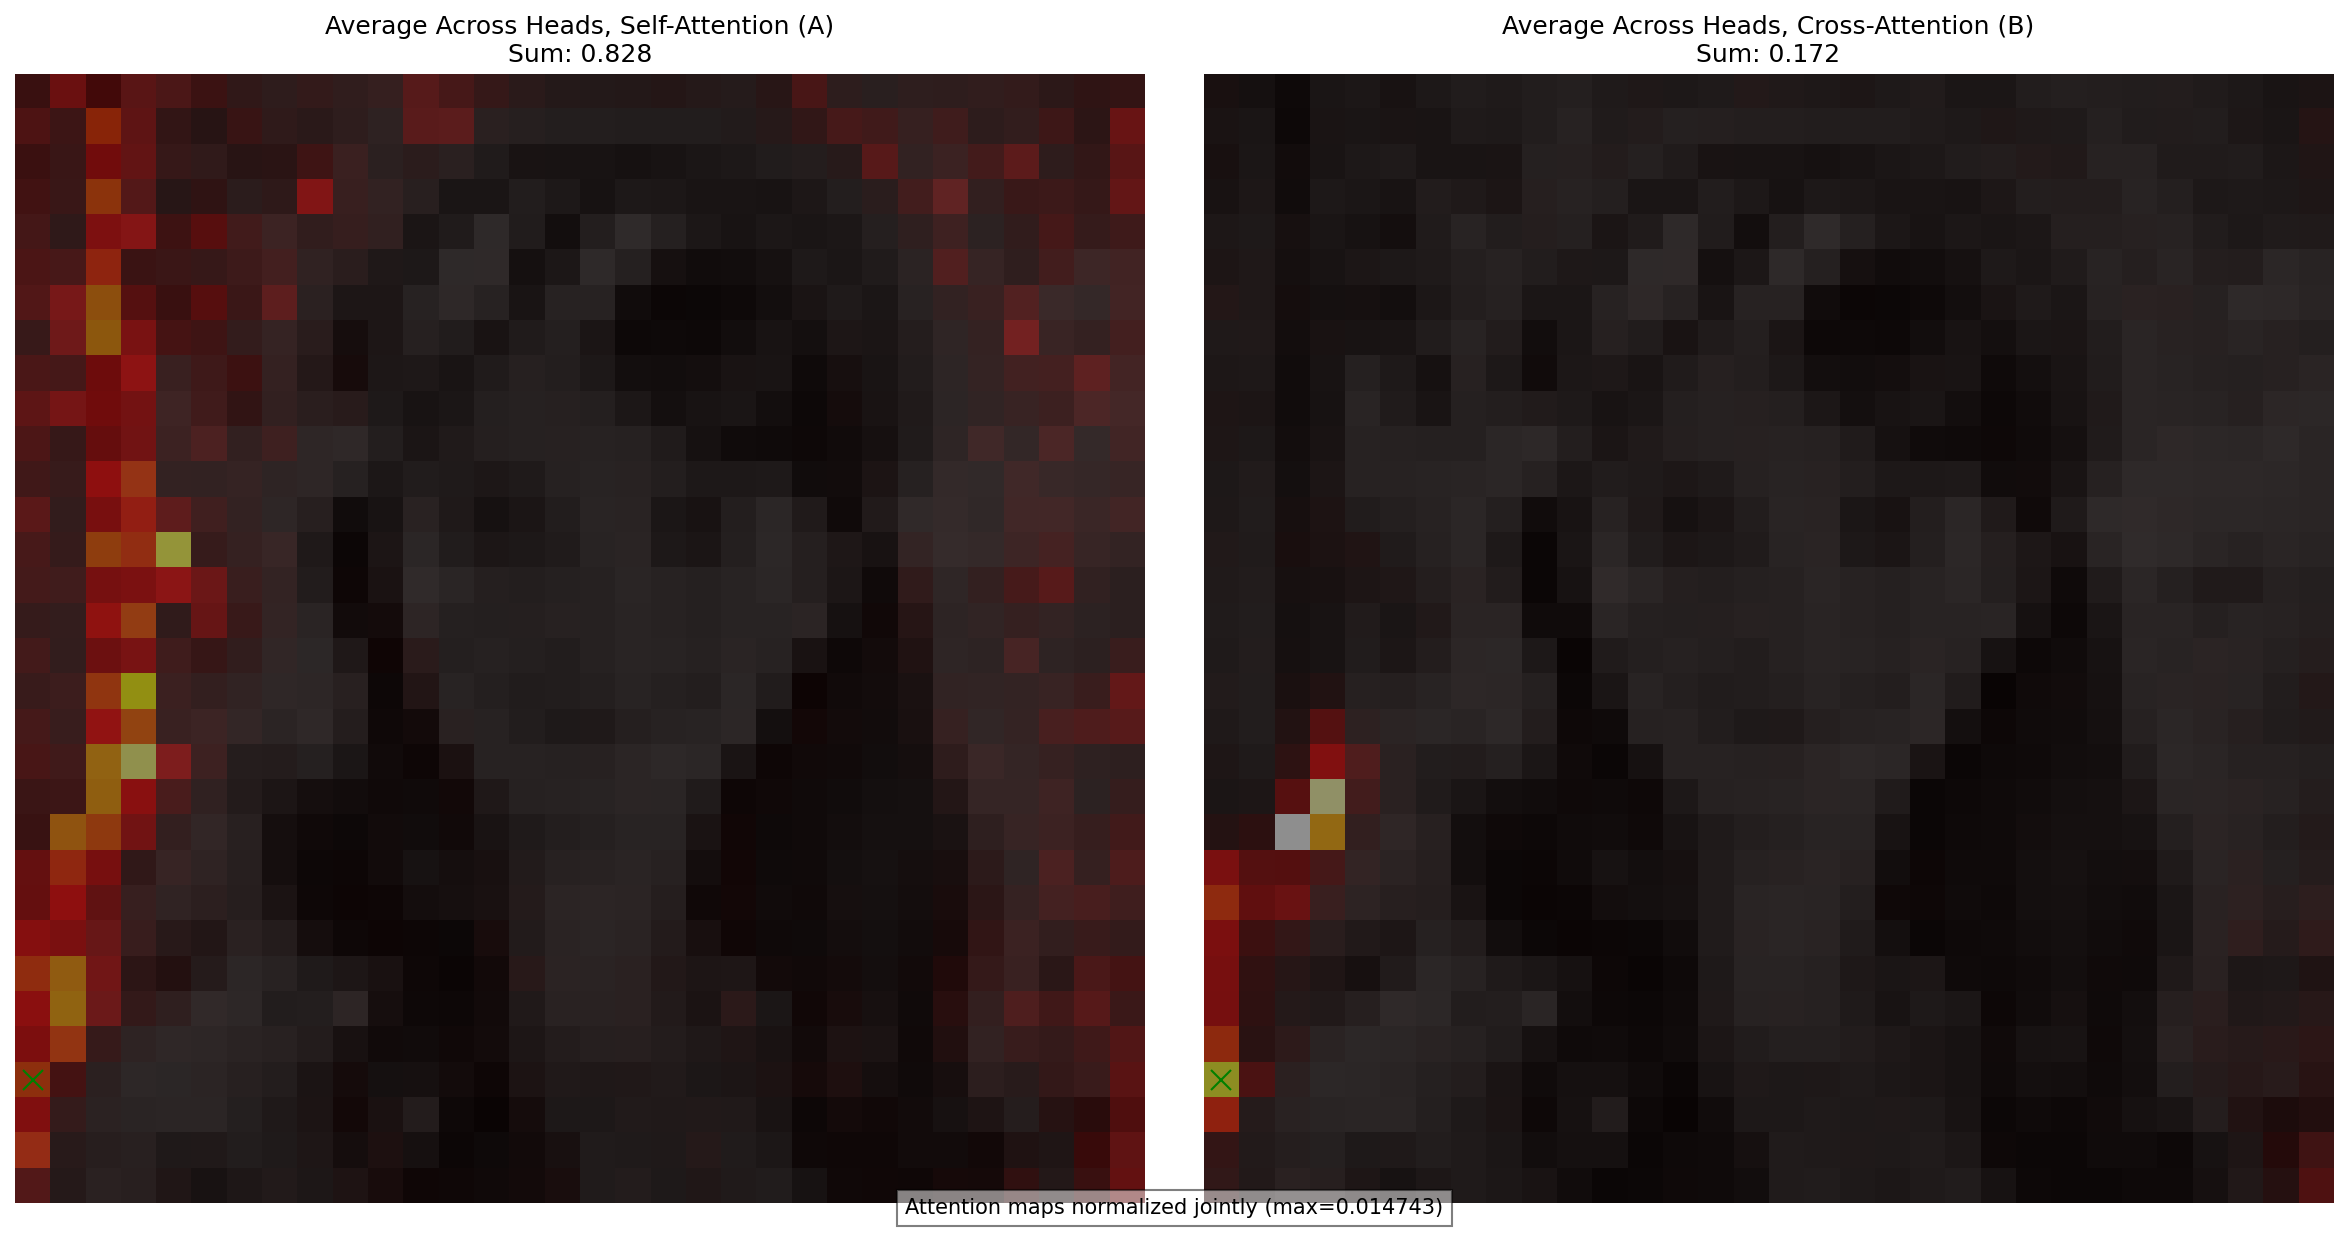 Average Across Heads, Self-Attention (A)
Sum: 0.828
Average Across Heads, Cross-Attention (B)
Sum: 0.172
Attention maps normalized jointly (max=0.014743)